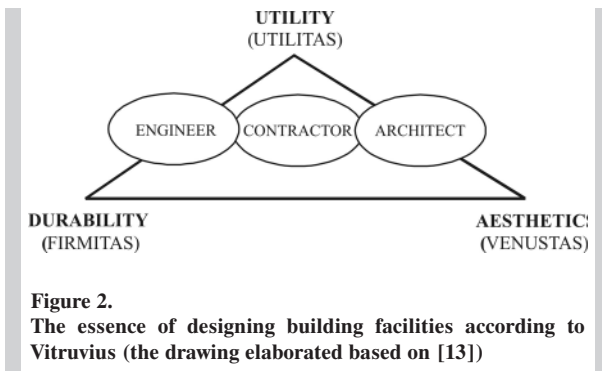 UTILITY
(UTILITAS)
ENGINEER CONTRACTOR ARCHITECT
DURABILITY AESTHETIC
(FIRMITAS) (VENUSTAS)
Figure 2.
The essence of designing building facilities according to
Vitruvius (the drawing elaborated based on [13])